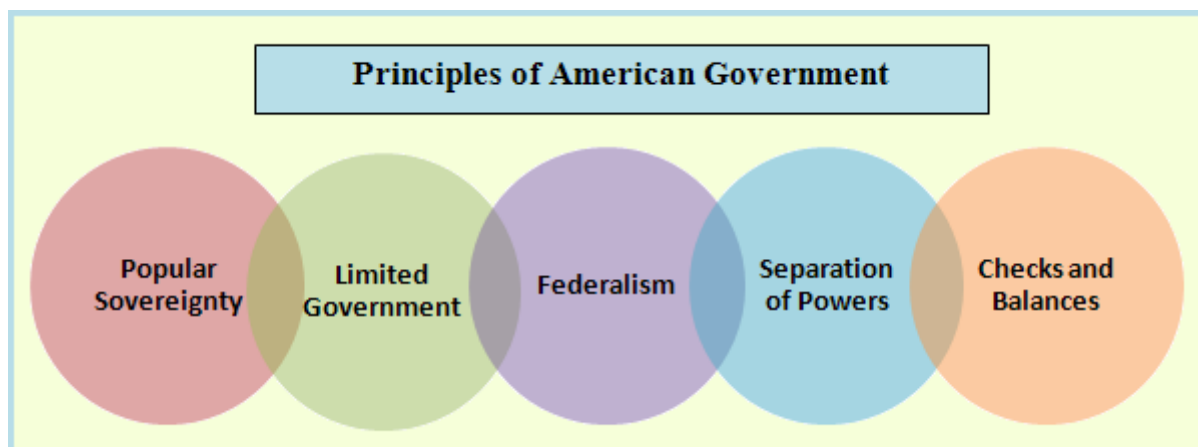 Principles of American Government
Popular
Sovereignty
Limited
Government
Federalism
Separation
of Powers
Checks and
Balances